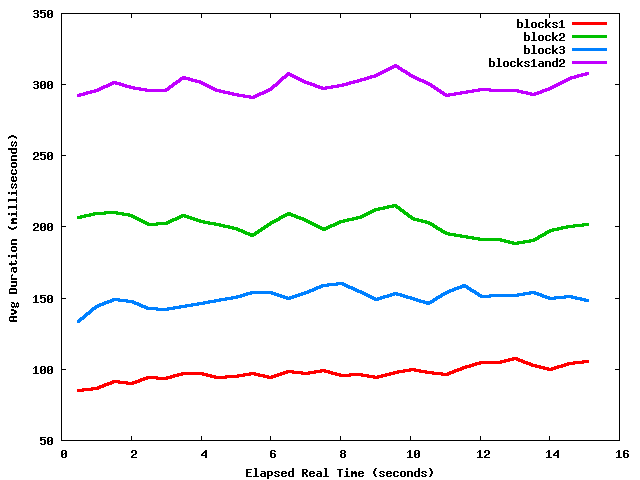 350
300
250
200
150
100
50
0 2 4 6 8 10 12 14 16
Avg Duration (milliseconds)
Elapsed Real Time (seconds)
blocks1
block2
block3
blocks1and2